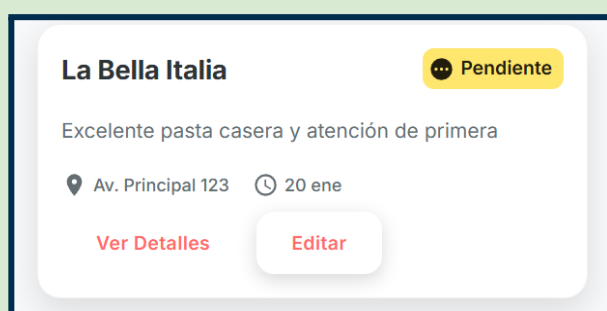 La Bella Italia
Pendiente
Excelente pasta casera y atención de primera
Av. Principal 123
20 ene
Ver Detalles
Editar